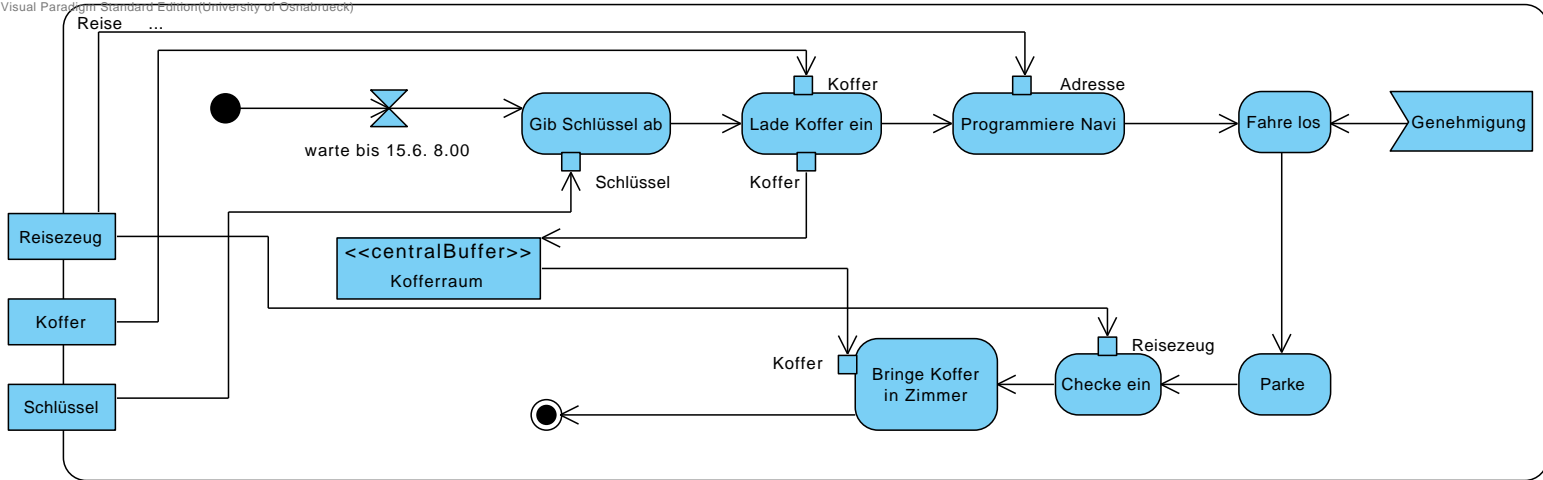 Visual Paradigm Standard Edition(University of Osnabrueck)
Reise ...
Koffer
Adresse
Gib Schlüssel ab
Lade Koffer ein
Programmiere Navi
Fahre los
Genehmigung
warte bis 15.6. 8.00
Schlüssel
Koffer
Reisezeug
<<centralBuffer>>
Kofferraum
Koffer
Reisezeug
Koffer
Bringe Koffer
in Zimmer
Checke ein
Parke
Schlüssel